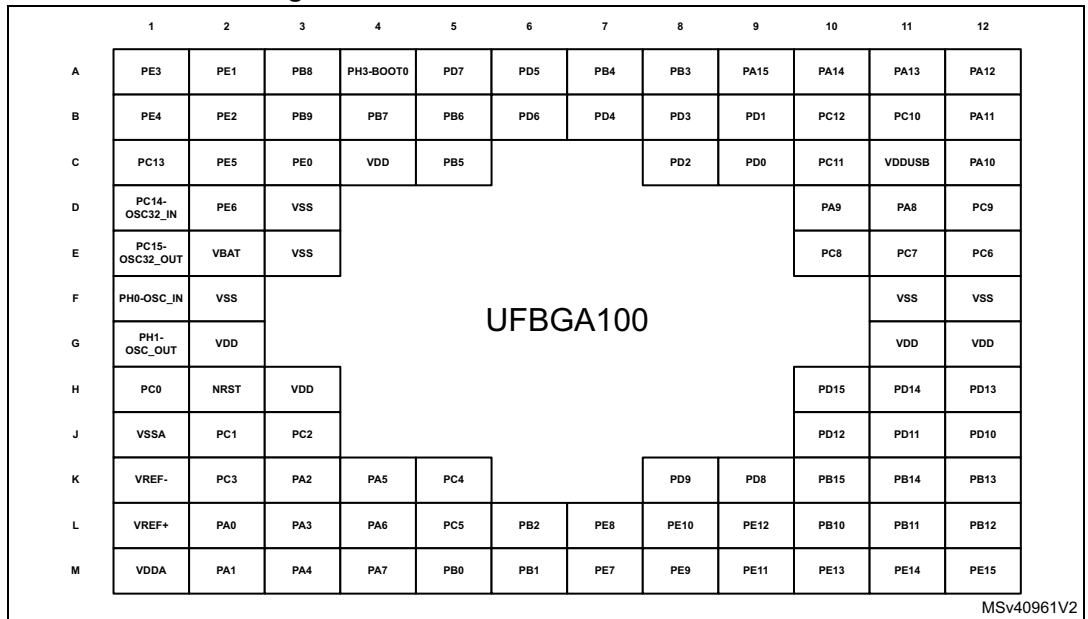 1 2 3 4 5 6 7 8 9 10 11 12
A PE3 PE1 PB8 PH3-BOOT0 PD7 PD5 PB4 PB3 PA15 PA14 PA13 PA12
B PE4 PE2 PB9 PB7 PB6 PD6 PD4 PD3 PD1 PC12 PC10 PA11
C PC13 PE5 PE0 VDD PB5 PD2 PD0 PC11 VDDUSB PA10
D PC14-OSC32_IN PE6 VSS PA9 PA8 PC9
E PC15-OSC32_OUT VBAT VSS PC8 PC7 PC6
F PH0-OSC_IN VSS VSS VSS
UFBGA100
G PH1-OSC_OUT VDD VDD VDD
H PC0 NRST VDD PD15 PD14 PD13
J VSSA PC1 PC2 PD12 PD11 PD10
K VREF- PC3 PA2 PA5 PC4 PD9 PD8 PB15 PB14 PB13
L VREF+ PA0 PA3 PA6 PC5 PB2 PE8 PE10 PE12 PB10 PB11 PB12
M VDDA PA1 PA4 PA7 PB0 PB1 PE7 PE9 PE11 PE13 PE14 PE15
MSv40961V2